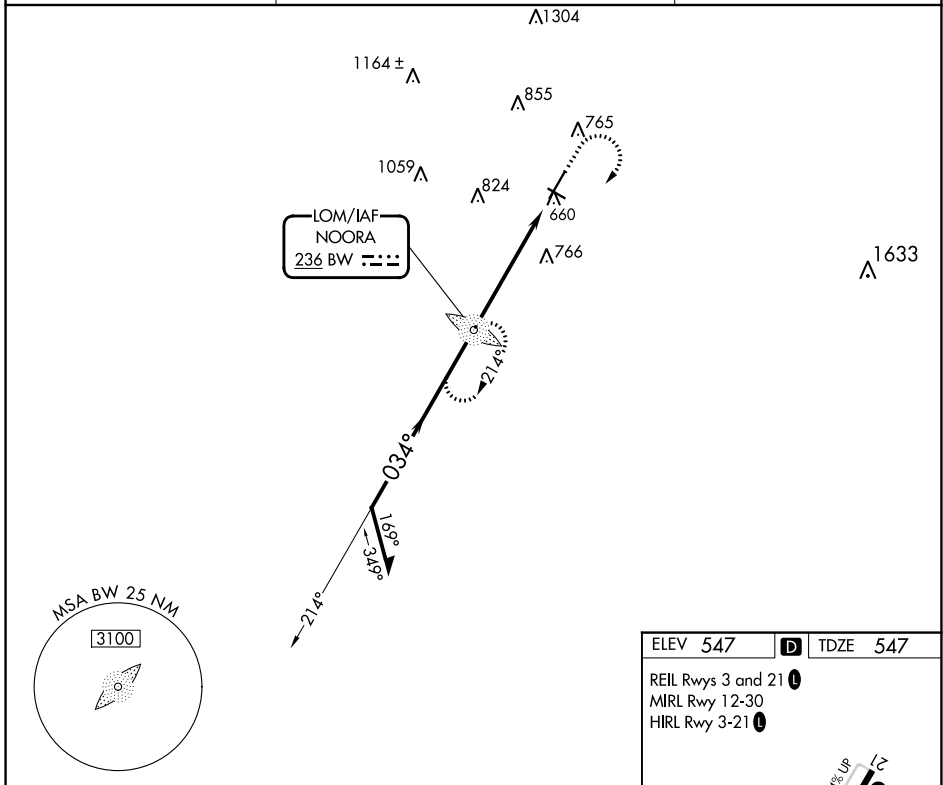 1304
1164 ±
855
765
1059
824
660
LOM/IAF
NOORA
236 BW
766
1633
214°
034°
169°
349°
214°
MSA BW 25 NM
3100
ELEV 547 D TDZE 547
REIL Rwys 3 and 21 L
MIRL Rwy 12-30
HIRL Rwy 3-21 L
% UP
21